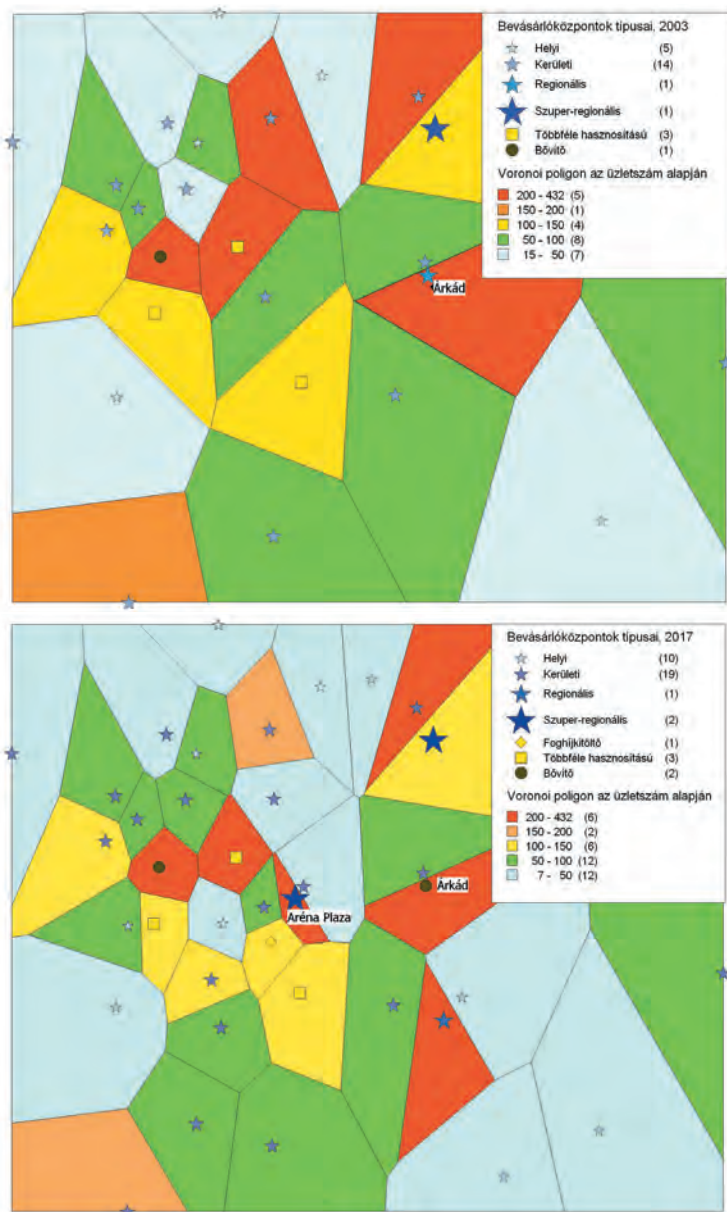 Bevásárlóközpontok típusai, 2003
Helyi (5)
Kerületi (14)
Regionális (1)
Szuper-regionális (1)
Többféle hasznosítású (3)
Bővítő (1)
Voronoi poligon az üzletszám alapján
200 - 432 (5)
150 - 200 (1)
100 - 150 (4)
50 - 100 (8)
15 - 50 (7)
Árkád
Bevásárlóközpontok típusai, 2017
Helyi (10)
Kerületi (19)
Regionális (1)
Szuper-regionális (2)
Foghíjkitöltő (1)
Többféle hasznosítású (3)
Bővítő (2)
Voronoi poligon az üzletszám alapján
200 - 432 (6)
150 - 200 (2)
100 - 150 (6)
50 - 100 (12)
7 - 50 (12)
Árkád
Aréna Plaza